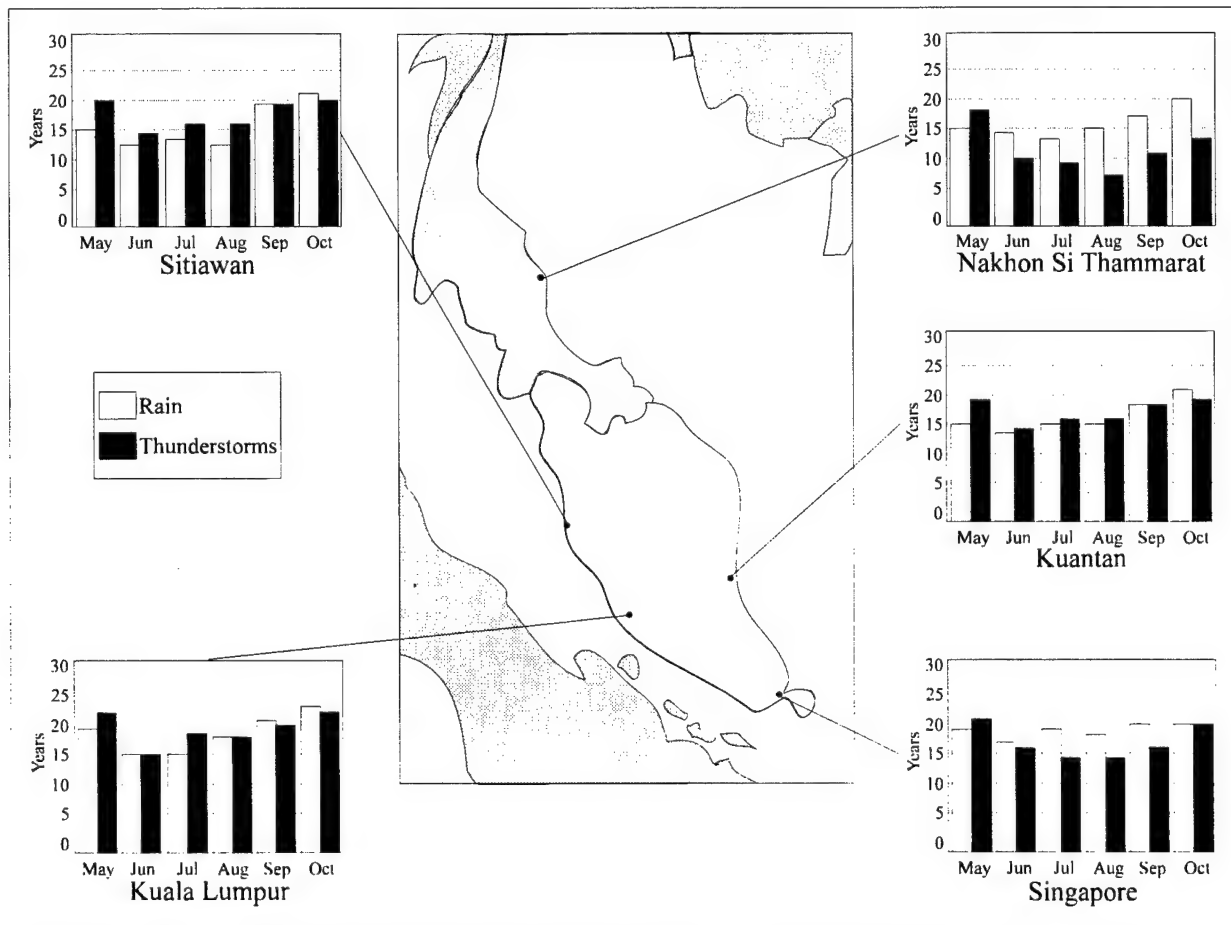 30
25
20
15
10
5
0
Years
May Jun Jul Aug Sep Oct
Sitiawan
30
25
20
15
10
5
0
Years
May Jun Jul Aug Sep Oct
Nakhon Si Thammarat
Rain
Thunderstorms
30
25
20
15
10
5
0
Years
May Jun Jul Aug Sep Oct
Kuantan
30
25
20
15
10
5
0
Years
May Jun Jul Aug Sep Oct
Kuala Lumpur
30
25
20
15
10
5
0
Years
May Jun Jul Aug Sep Oct
Singapore